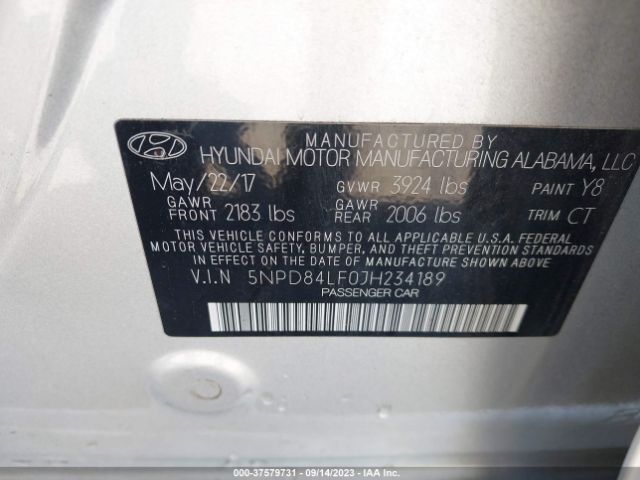 MANUFACTURED BY
HYUNDAI MOTOR MANUFACTURING ALABAMA, LLC
May/22/17 GVWR 3924 lbs PAINT Y8
GAWR FRONT 2183 lbs GAWR REAR 2006 lbs TRIM CT
THIS VEHICLE CONFORMS TO ALL APPLICABLE U.S.A. FEDERAL
MOTOR VEHICLE SAFETY, BUMPER, AND THEFT PREVENTION STANDARDS
IN EFFECT ON THE DATE OF MANUFACTURE SHOWN ABOVE.
V.I.N 5NPD84LF0JH234189
PASSENGER CAR
000-37579731 - 09/14/2023 - IAA Inc.